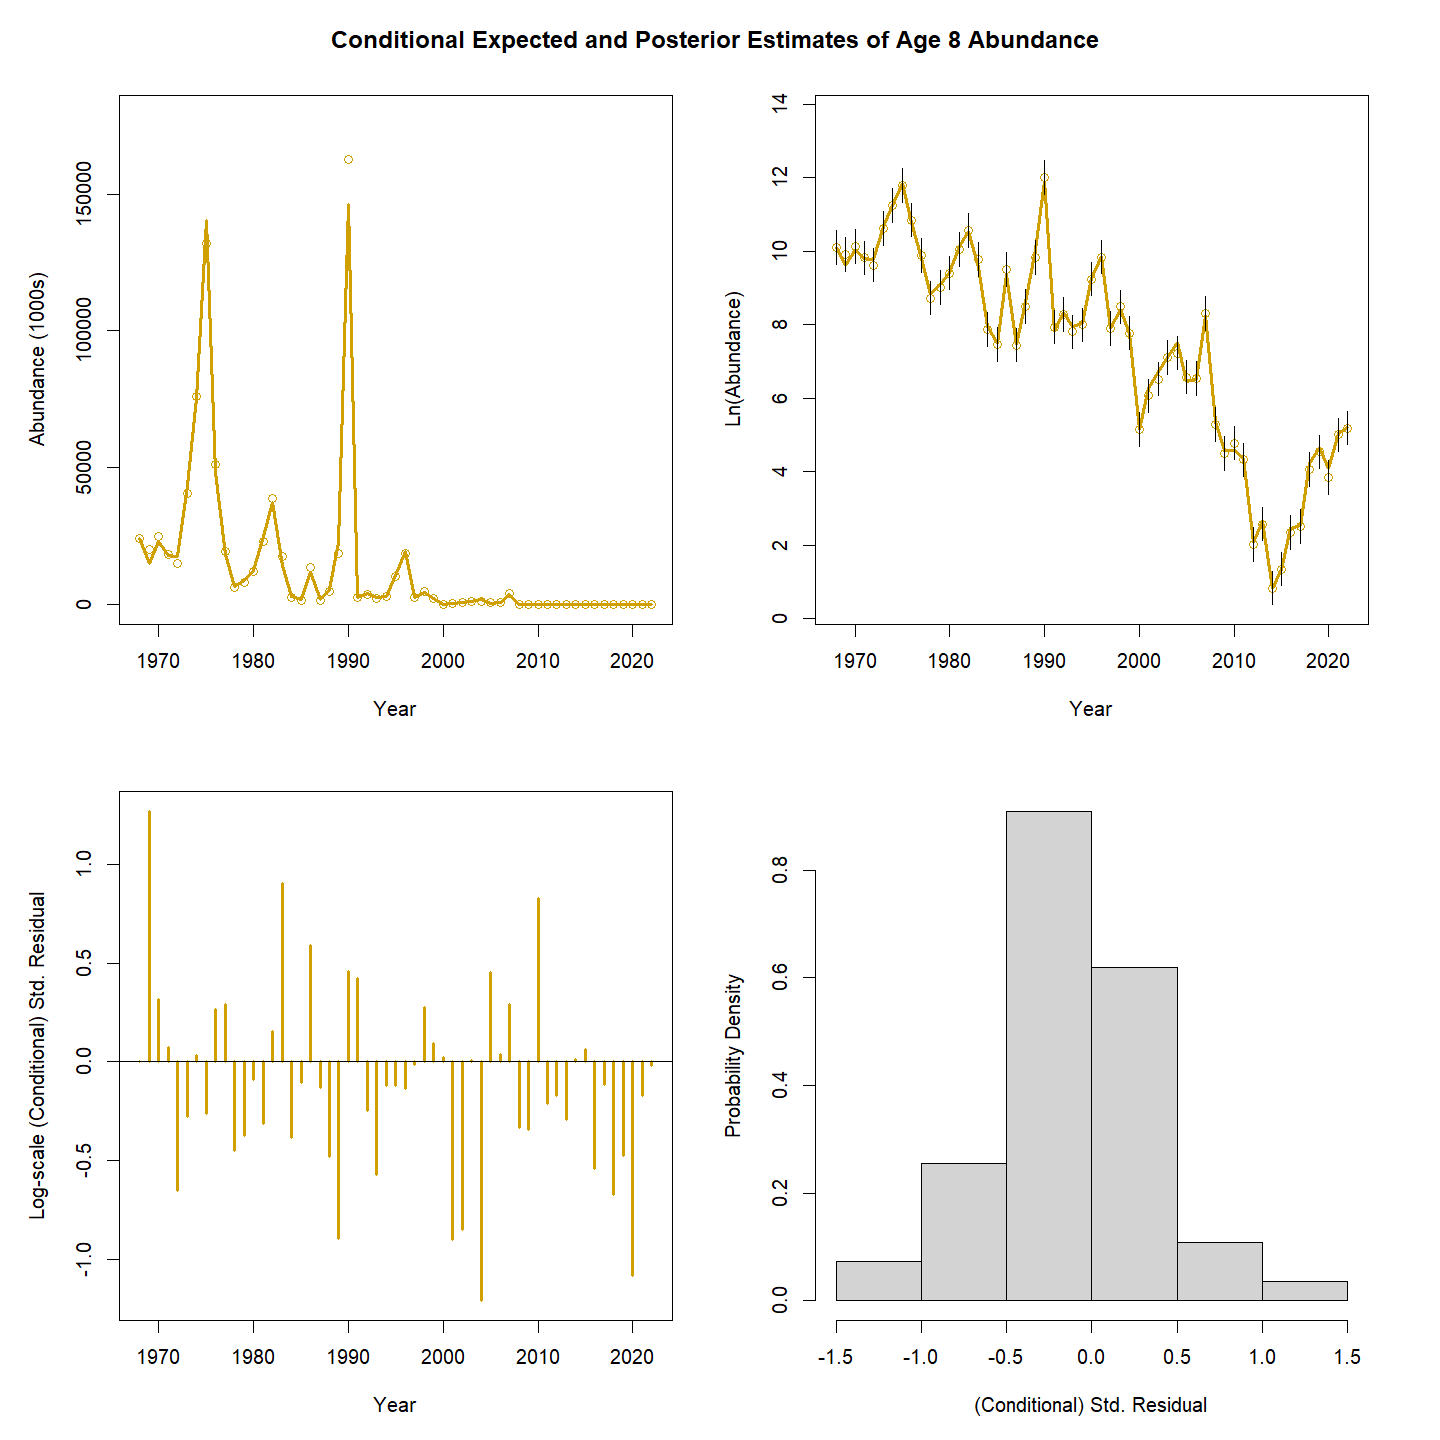 Conditional Expected and Posterior Estimates of Age 8 Abundance
Abundance (1000s)
0
50000
100000
150000
1970 1980 1990 2000 2010 2020
Year
Ln(Abundance)
0
2
4
6
8
10
12
14
1970 1980 1990 2000 2010 2020
Year
Log-scale (Conditional) Std. Residual
-1.0
-0.5
0.0
0.5
1.0
1970 1980 1990 2000 2010 2020
Year
Probability Density
0.0
0.2
0.4
0.6
0.8
-1.5 -1.0 -0.5 0.0 0.5 1.0 1.5
(Conditional) Std. Residual